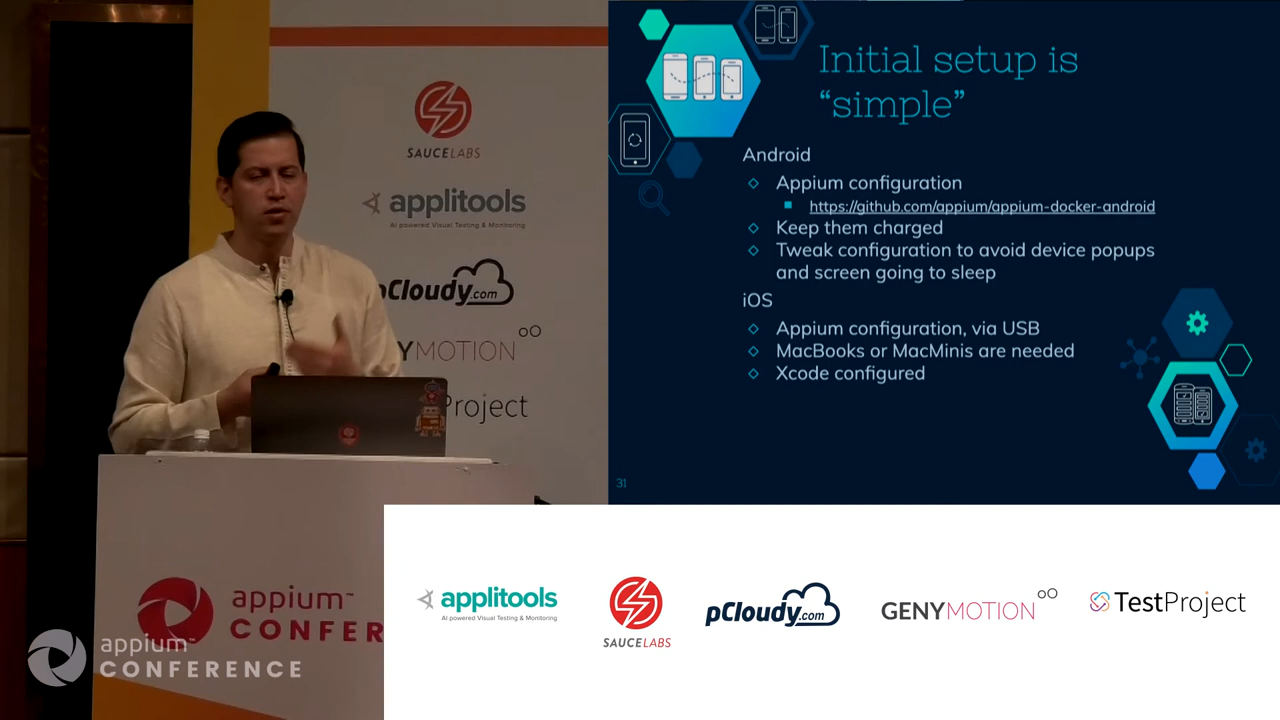 SAUCELABS
applitools
AI powered Visual Testing & Monitoring
pCloudy.com
YMOTION
Project
appium™
CONFER
appium™
CONFERENCE
Initial setup is
“simple”
Android
Appium configuration
https://github.com/appium/appium-docker-android
Keep them charged
Tweak configuration to avoid device popups
and screen going to sleep
iOS
Appium configuration, via USB
MacBooks or MacMinis are needed
Xcode configured
31
applitools
AI powered Visual Testing & Monitoring
SAUCELABS
pCloudy.com
GENYMOTION
TestProject